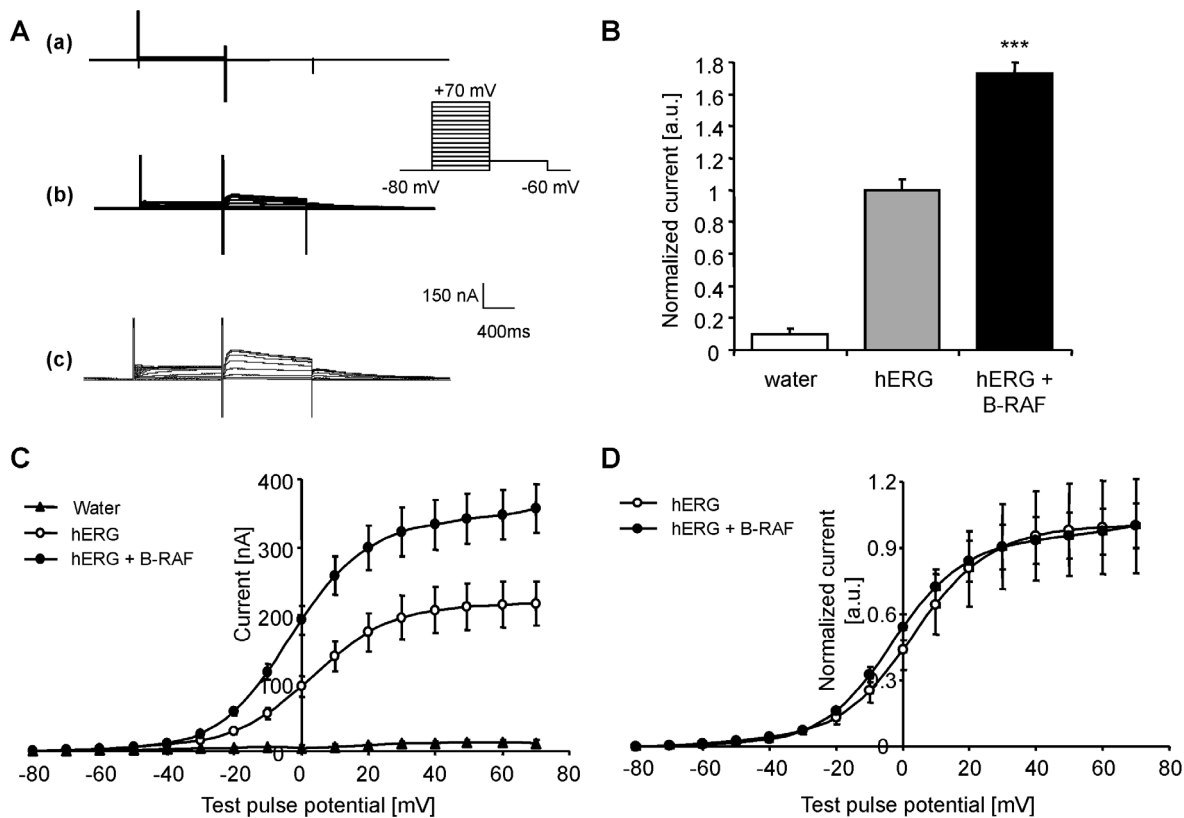 A
(a)
+70 mV
-80 mV
-60 mV
(b)
150 nA
400ms
(c)
B
***
Normalized current [a.u.]
1.8
1.6
1.4
1.2
1
0.8
0.6
0.4
0.2
0
water
hERG
hERG +
B-RAF
C
Water
hERG
hERG + B-RAF
Current [nA]
400
300
200
100
0
-80
-60
-40
-20
0
20
40
60
80
Test pulse potential [mV]
D
hERG
hERG + B-RAF
Normalized current
[a.u.]
1.2
0.9
0.6
0.3
0
-80
-60
-40
-20
0
20
40
60
80
Test pulse potential [mV]